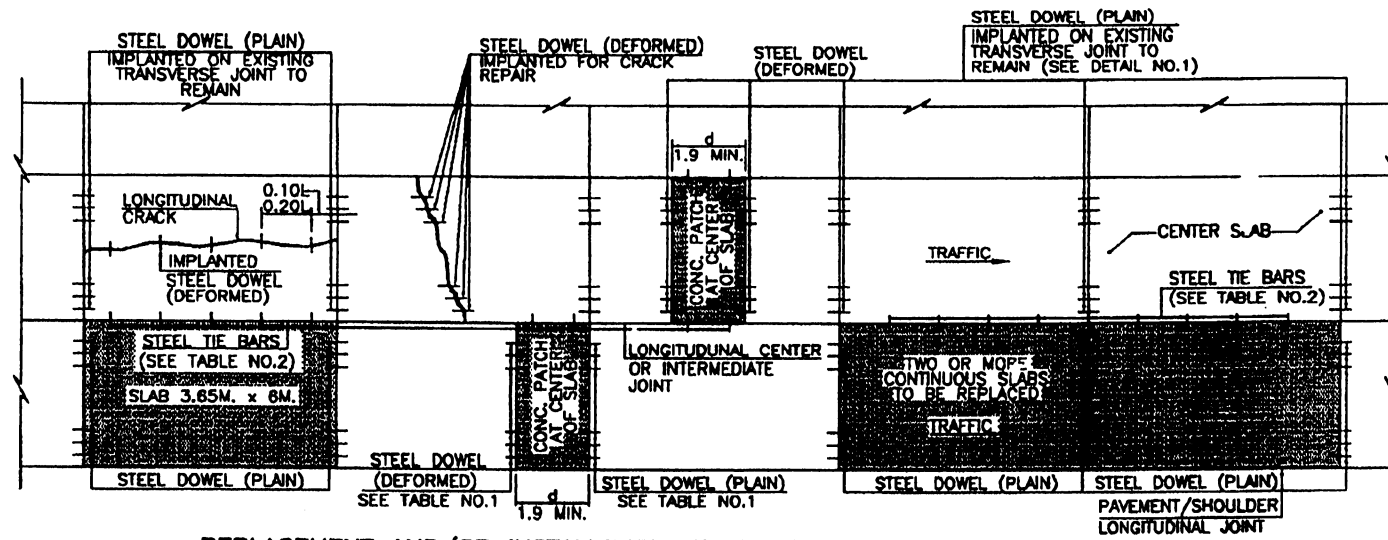 STEEL DOWEL (PLAIN)
IMPLANTED ON EXISTING
TRANSVERSE JOINT TO
REMAIN
STEEL DOWEL (DEFORMED)
IMPLANTED FOR CRACK
REPAIR
STEEL DOWEL
(DEFORMED)
STEEL DOWEL (PLAIN)
IMPLANTED ON EXISTING
TRANSVERSE JOINT TO
REMAIN (SEE DETAIL NO.1)
d
1.9 MIN.
LONGITUDINAL
CRACK
0.10L
0.20L
IMPLANTED
STEEL DOWEL
(DEFORMED)
CONC. PATCH
AT CENTER
OF SLAB
TRAFFIC
CENTER SLAB
STEEL TIE BARS
(SEE TABLE NO.2)
STEEL TIE BARS
(SEE TABLE NO.2)
SLAB 3.65M. x 6M.
CONC. PATCH
AT CENTER
OF SLAB
LONGITUDUNAL CENTER
OR INTERMEDIATE
JOINT
TWO OR MORE
CONTINUOUS SLABS
TO BE REPLACED
TRAFFIC
STEEL DOWEL (PLAIN)
STEEL DOWEL
(DEFORMED)
SEE TABLE NO.1
d
1.9 MIN.
STEEL DOWEL (PLAIN)
SEE TABLE NO.1
STEEL DOWEL (PLAIN)
STEEL DOWEL (PLAIN)
PAVEMENT/SHOULDER
LONGITUDINAL JOINT